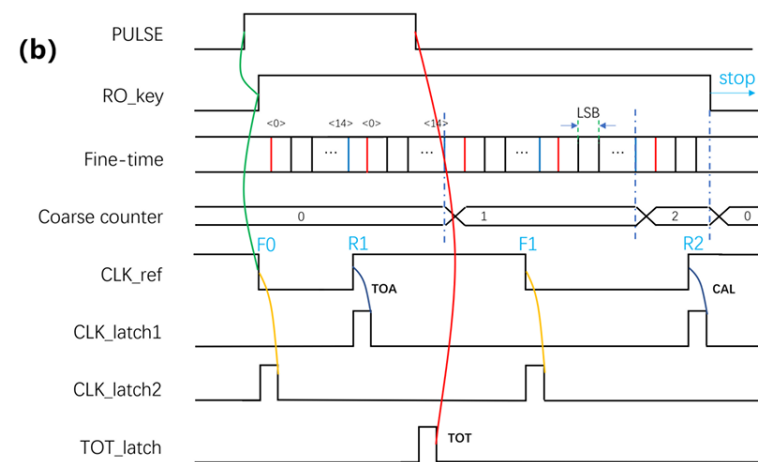 (b)
PULSE
RO_key
stop
<0> <14> <0> <14> LSB
Fine-time ... ... ... ...
Coarse counter 0 1 2 0
F0 R1 F1 R2
CLK_ref
TOA CAL
CLK_latch1
CLK_latch2
TOT_latch TOT